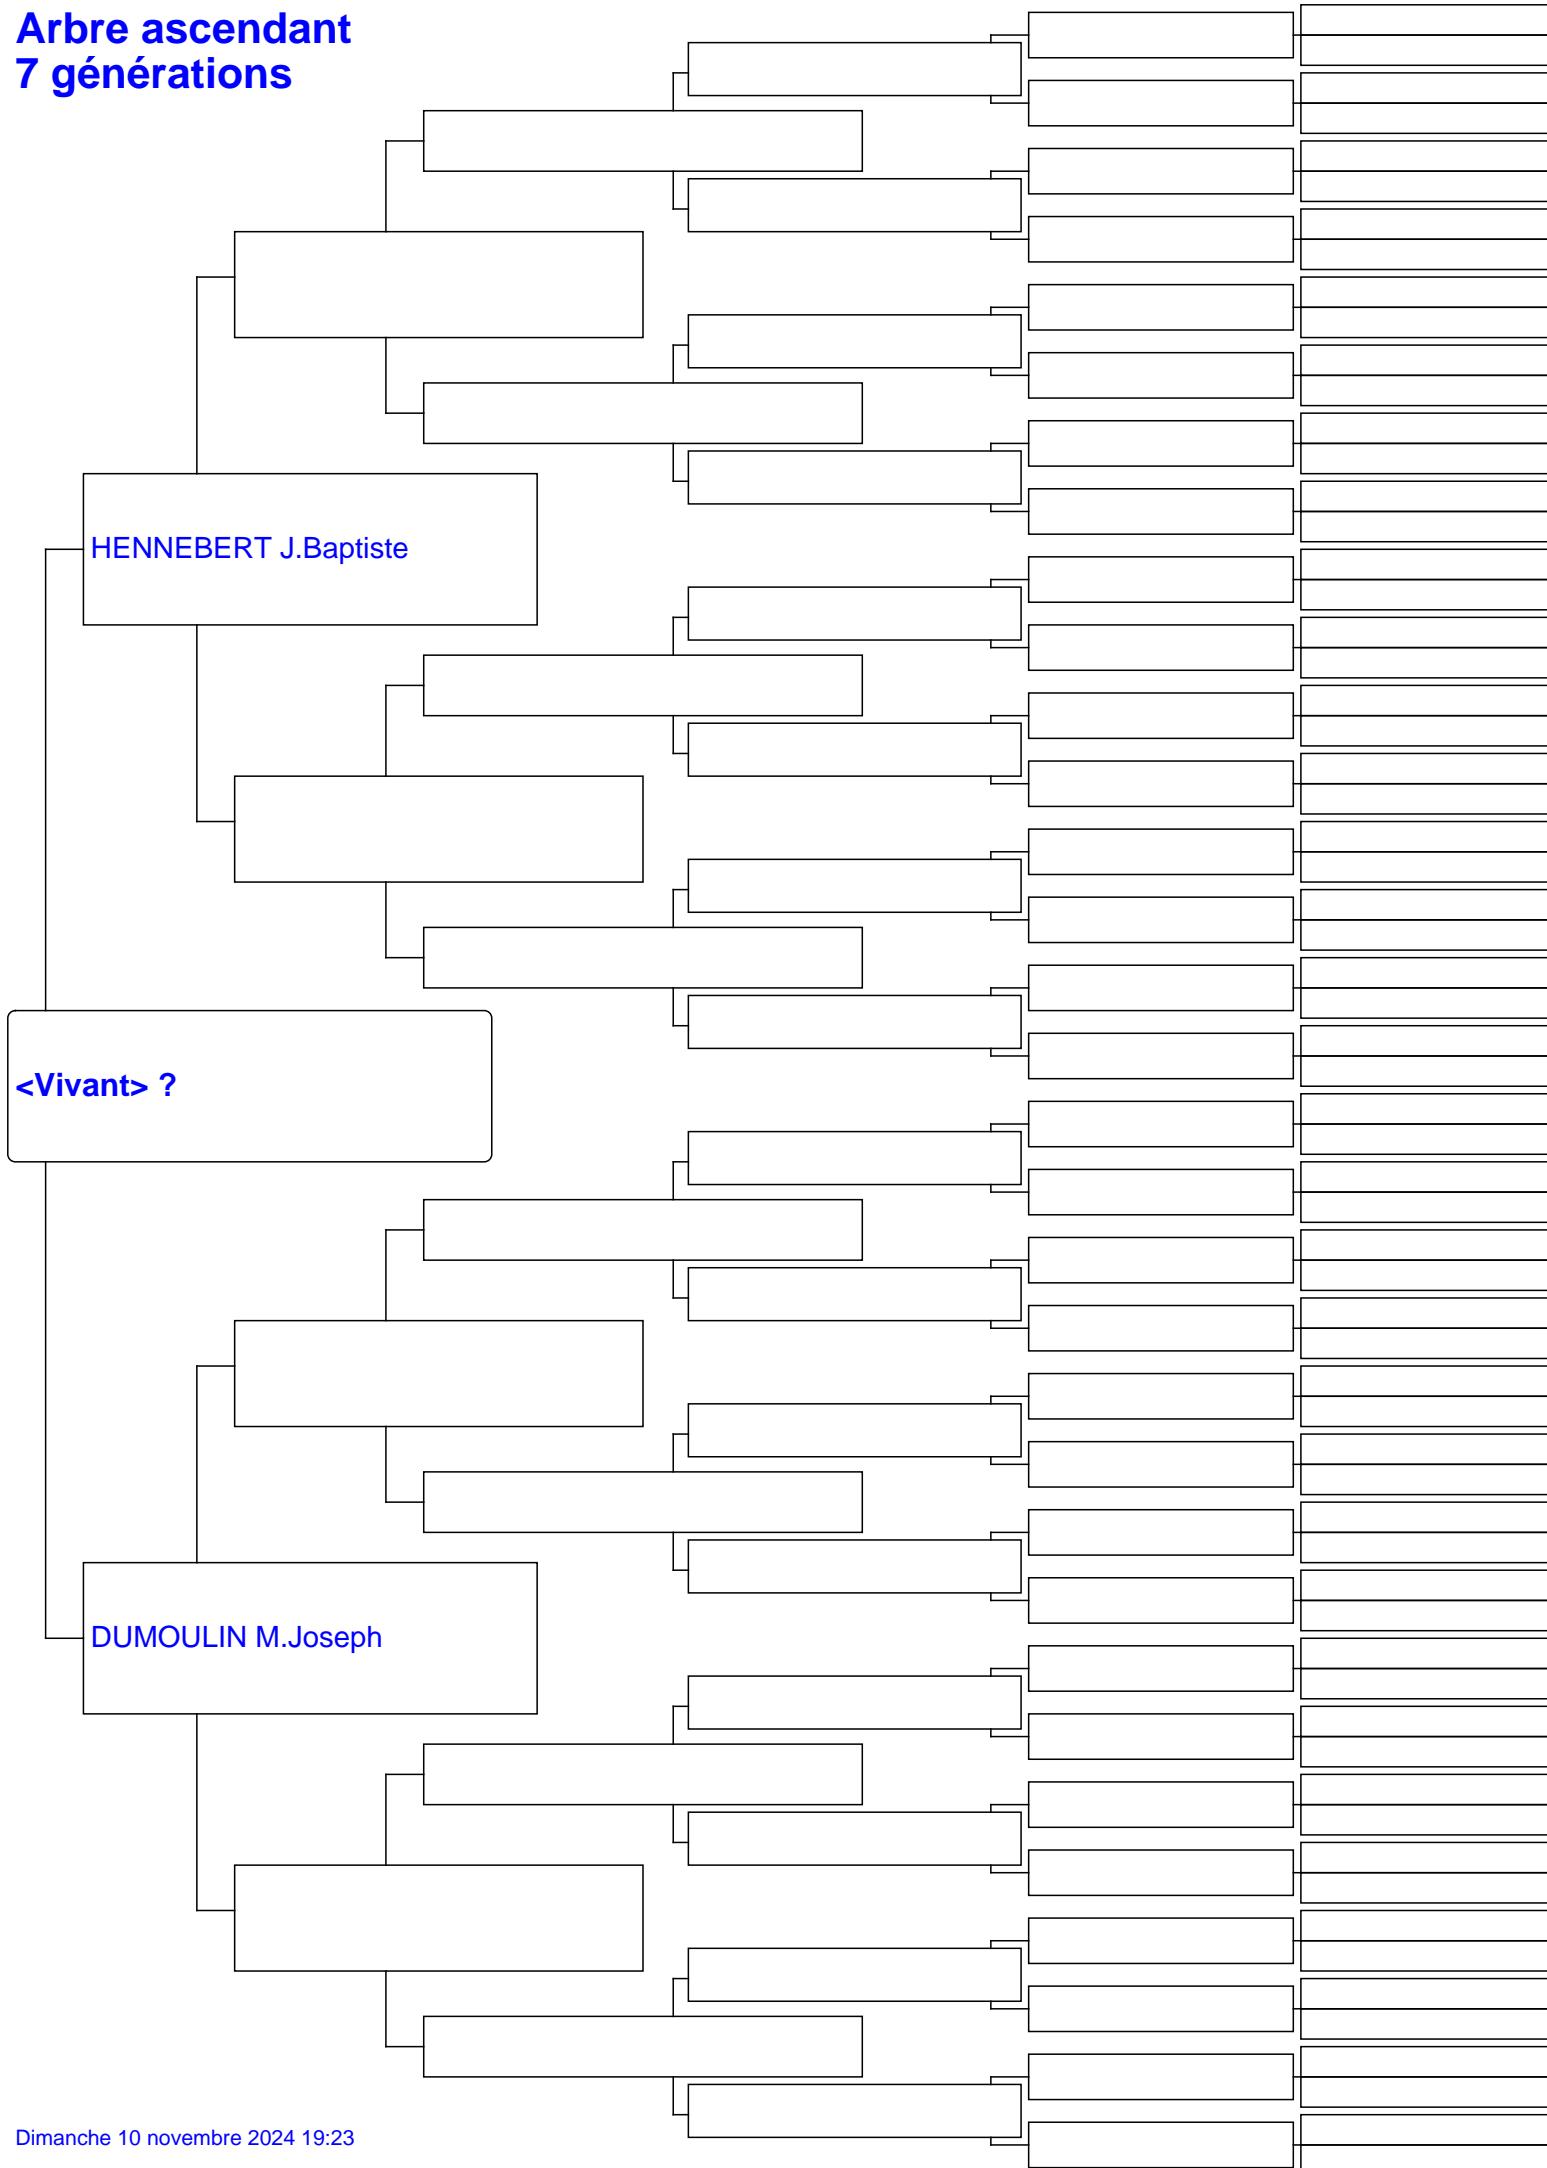 Arbre ascendant
7 générations
HENNEBERT J.Baptiste
<Vivant> ?
DUMOULIN M.Joseph
Dimanche 10 novembre 2024 19:23